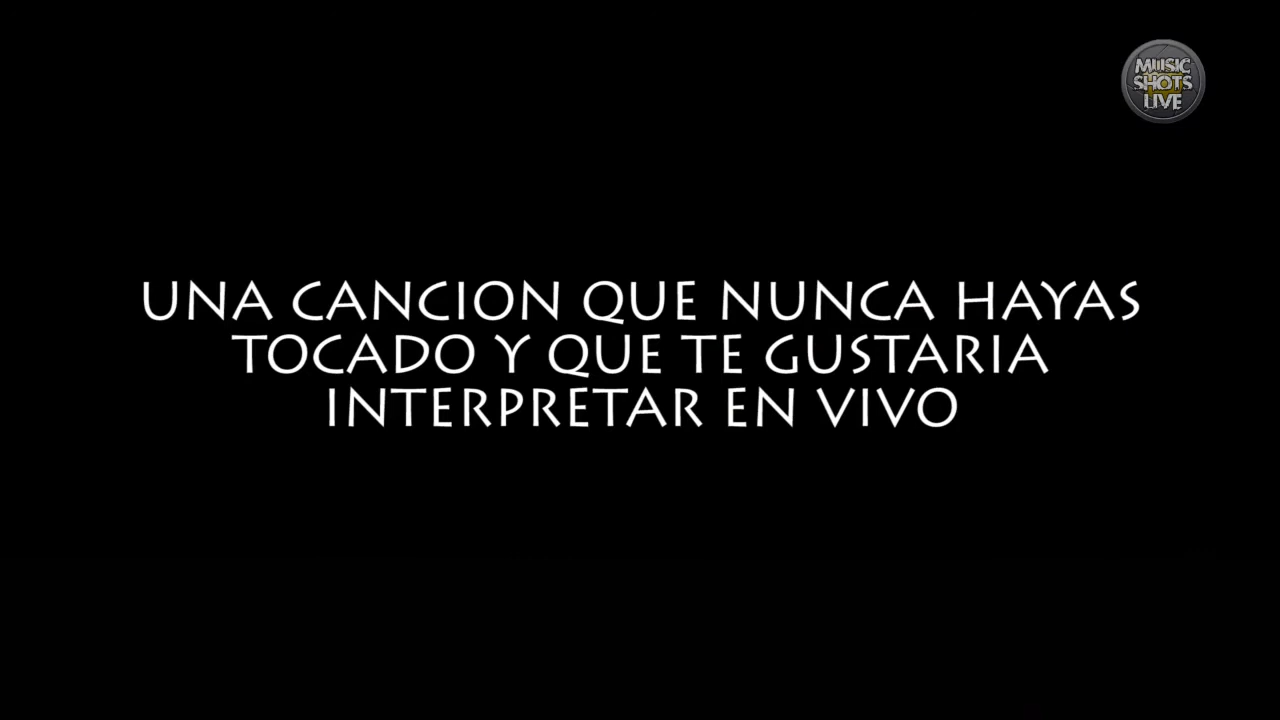 MUSIC
SHOTS
LIVE
UNA CANCION QUE NUNCA HAYAS
TOCADO Y QUE TE GUSTARIA
INTERPRETAR EN VIVO